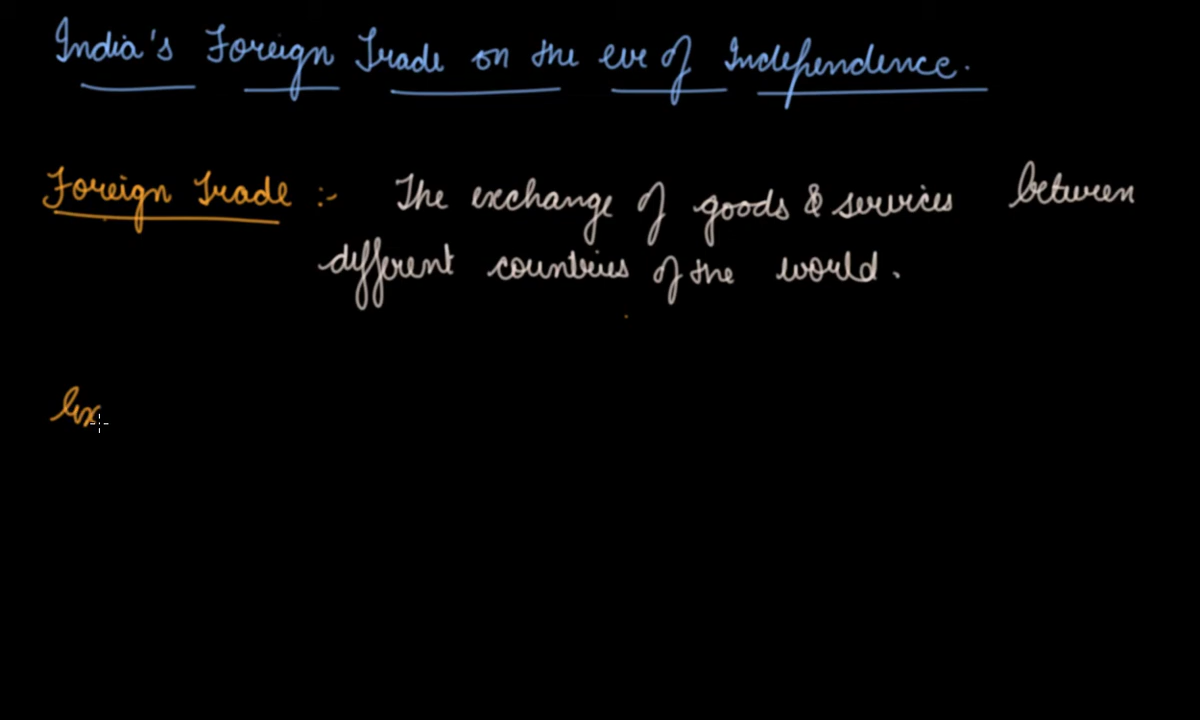 India's Foreign Trade on the eve of Independence.
Foreign Trade :- The exchange of goods & services between
different countries of the world.
Ex